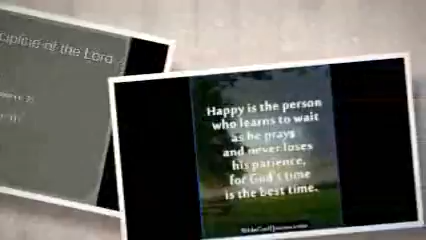 cipline of the Lord
Happy is the person
who learns to wait
as he prays
and never loses
his patience,
for God's time
is the best time.